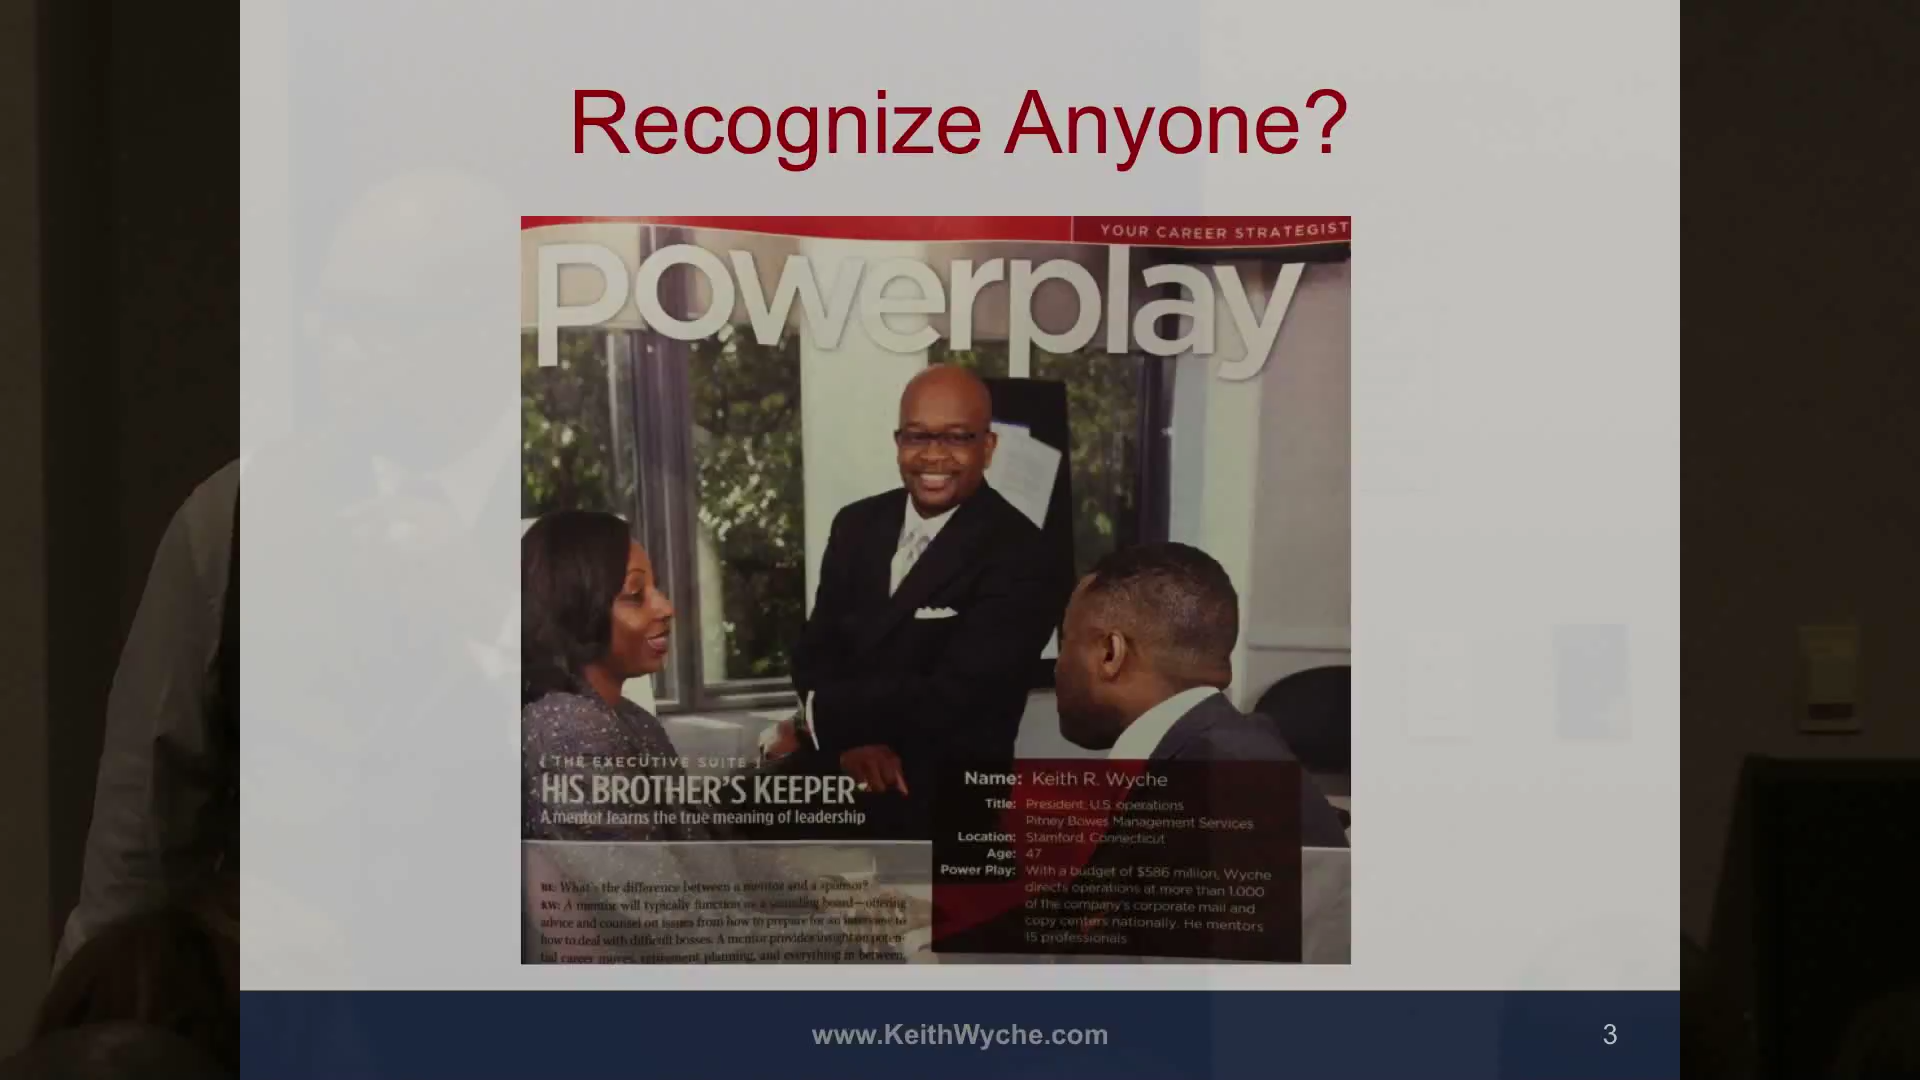 Recognize Anyone?
YOUR CAREER STRATEGIST
powerplay
[ THE EXECUTIVE SUITE ]
HIS BROTHER'S KEEPER
A mentor learns the true meaning of leadership
BE: What's the difference between a mentor and a sponsor?
KW: A mentor will typically function as a sounding board—offering
advice and counsel on issues from how to prepare for an interview to
how to deal with difficult bosses. A mentor provides insight on poten-
tial career moves, retirement planning, and everything in between,
Name: Keith R. Wyche
Title: President, U.S. operations
Pitney Bowes Management Services
Location: Stamford, Connecticut
Age: 47
Power Play: With a budget of $586 million, Wyche
directs operations at more than 1,000
of the company's corporate mail and
copy centers nationally. He mentors
15 professionals.
www.KeithWyche.com
3